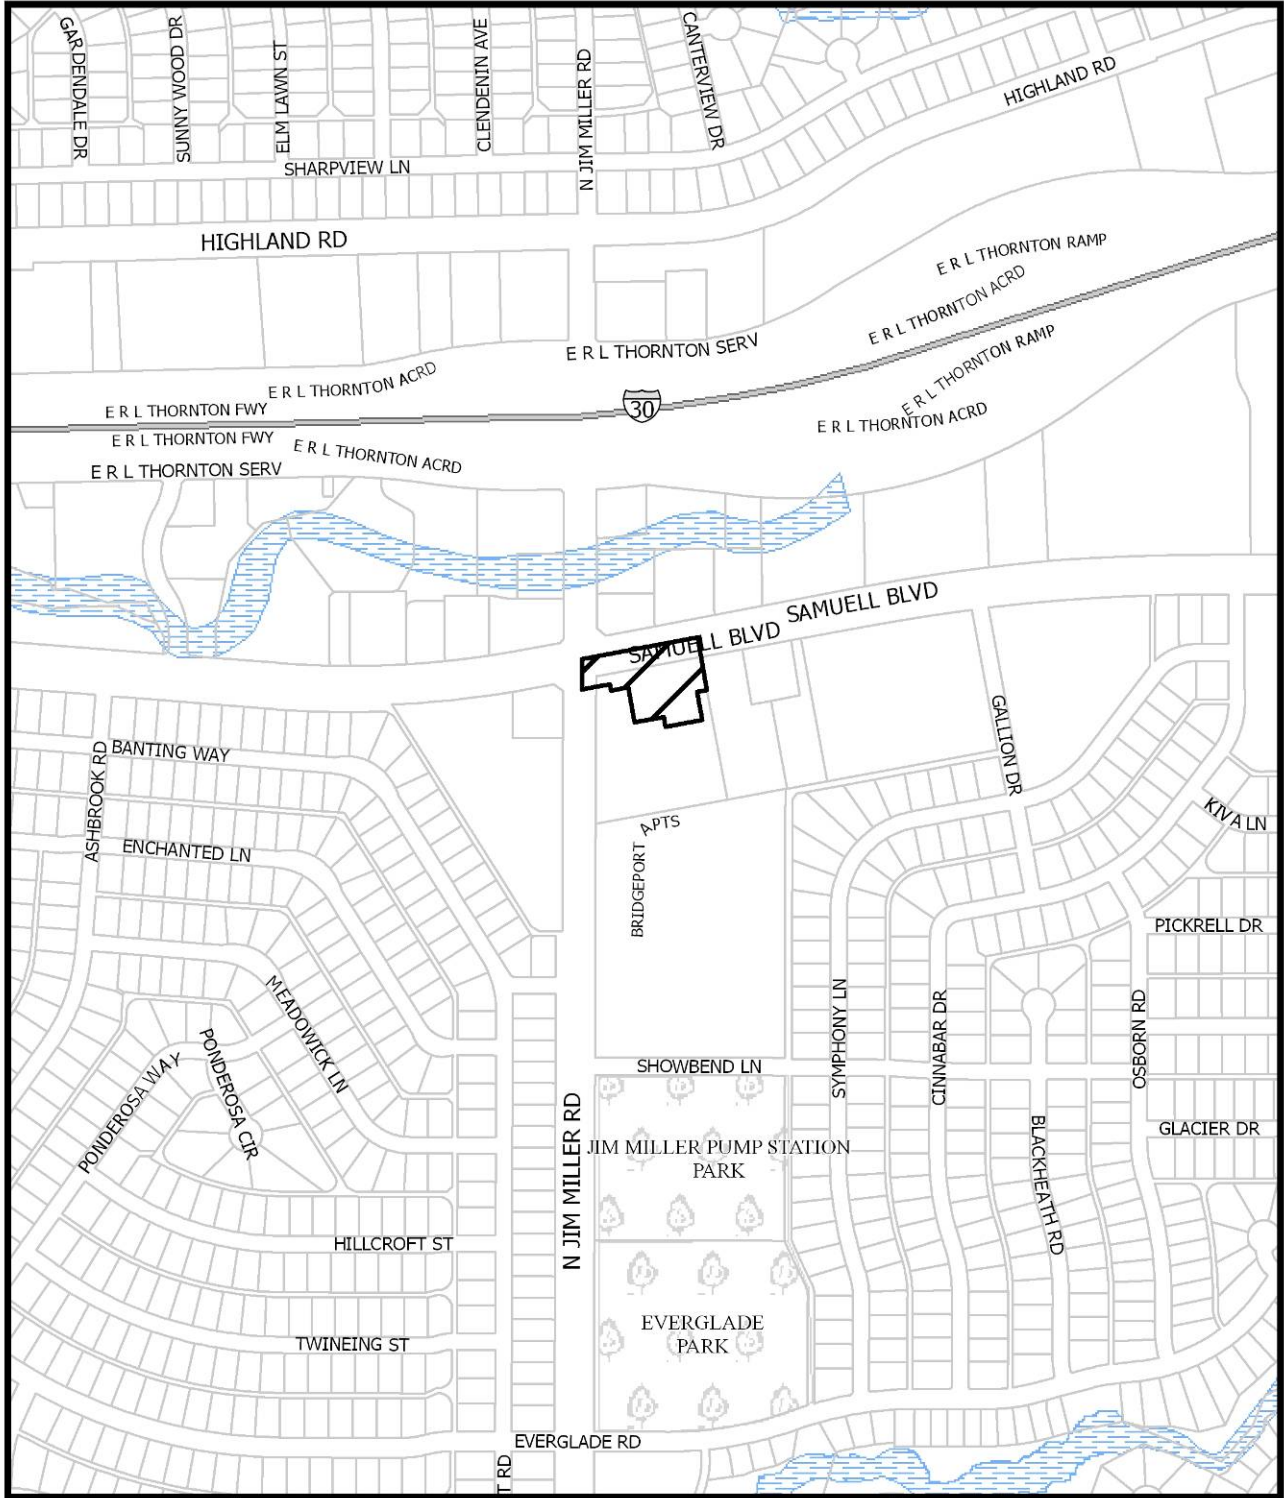 GARDENDALE DR
SUNNY WOOD DR
ELM LAWN ST
CLENDENIN AVE
N JIM MILLER RD
CANTERVIEW DR
HIGHLAND RD
SHARPVIEW LN
HIGHLAND RD
E R L THORNTON RAMP
E R L THORNTON ACRD
E R L THORNTON SERV
E R L THORNTON RAMP
E R L THORNTON ACRD
E R L THORNTON FWY
30
E R L THORNTON ACRD
E R L THORNTON FWY
E R L THORNTON ACRD
E R L THORNTON SERV
SAMUELL BLVD
SAMUELL BLVD
GALLION DR
BANTING WAY
ASHBROOK RD
KIVA LN
APTS
ENCHANTED LN
BRIDGEPORT
PICKRELL DR
MEADOWICK LN
SYMPHONY LN
CINNABAR DR
OSBORN RD
PONDEROSA WAY
PONDEROSA CIR
SHOWBEND LN
N JIM MILLER RD
JIM MILLER PUMP STATION
PARK
BLACKHEATH RD
GLACIER DR
HILLCROFT ST
EVERGLADE
PARK
TWINEING ST
EVERGLADE RD
T RD